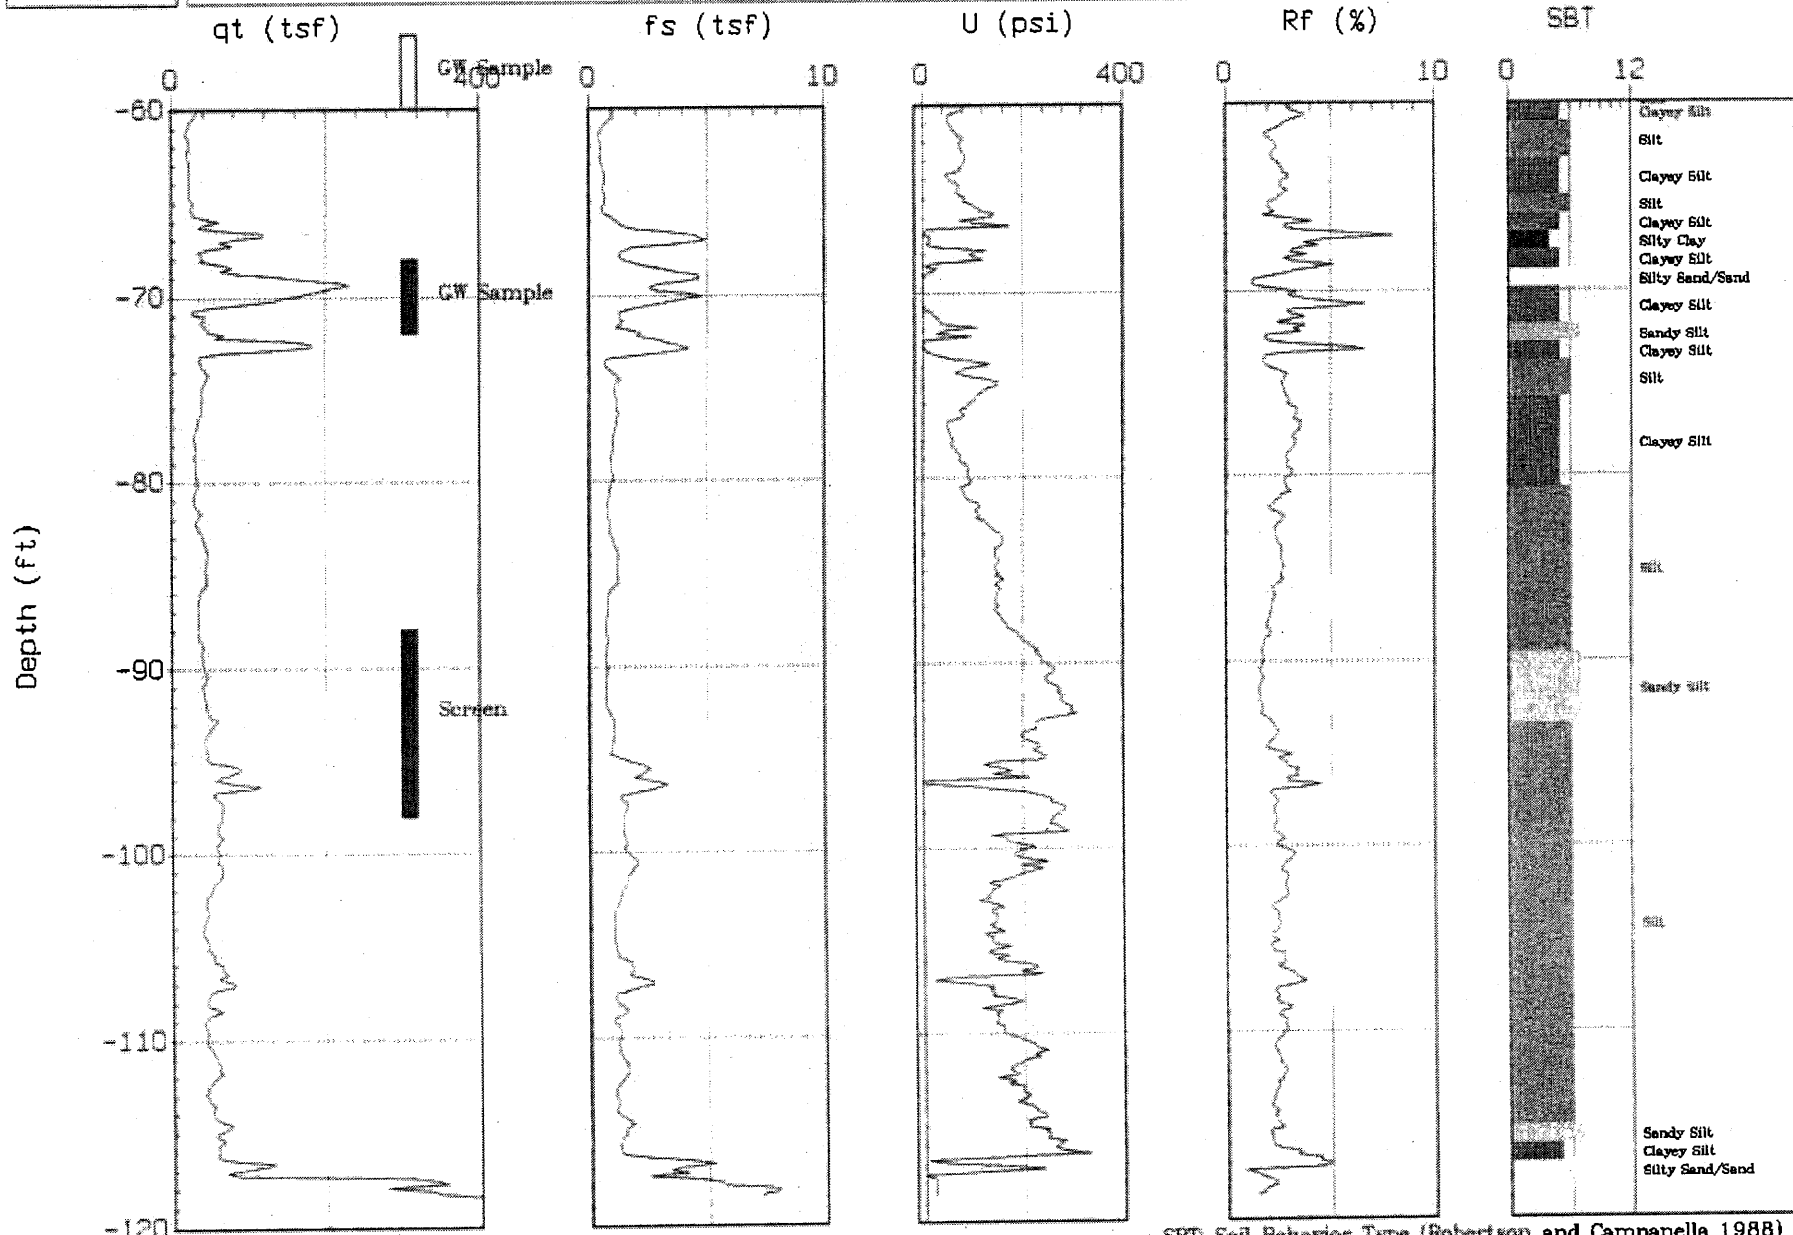 qt (tsf) fs (tsf) U (psi) Rf (%) SBT
0 400 0 10 0 400 0 10 0 12
GW Sample
-60
-70
-80
-90
-100
-110
-120
Depth (ft)
GW Sample
Screen
Clayey Silt
Silt
Clayey Silt
Silt
Clayey Silt
Silty Clay
Clayey Silt
Silty Sand/Sand
Clayey Silt
Sandy Silt
Clayey Silt
Silt
Clayey Silt
Silt
Sandy Silt
Silt
Sandy Silt
Clayey Silt
Silty Sand/Sand
SBT: Soil Behavior Type (Robertson and Campanella 1988)